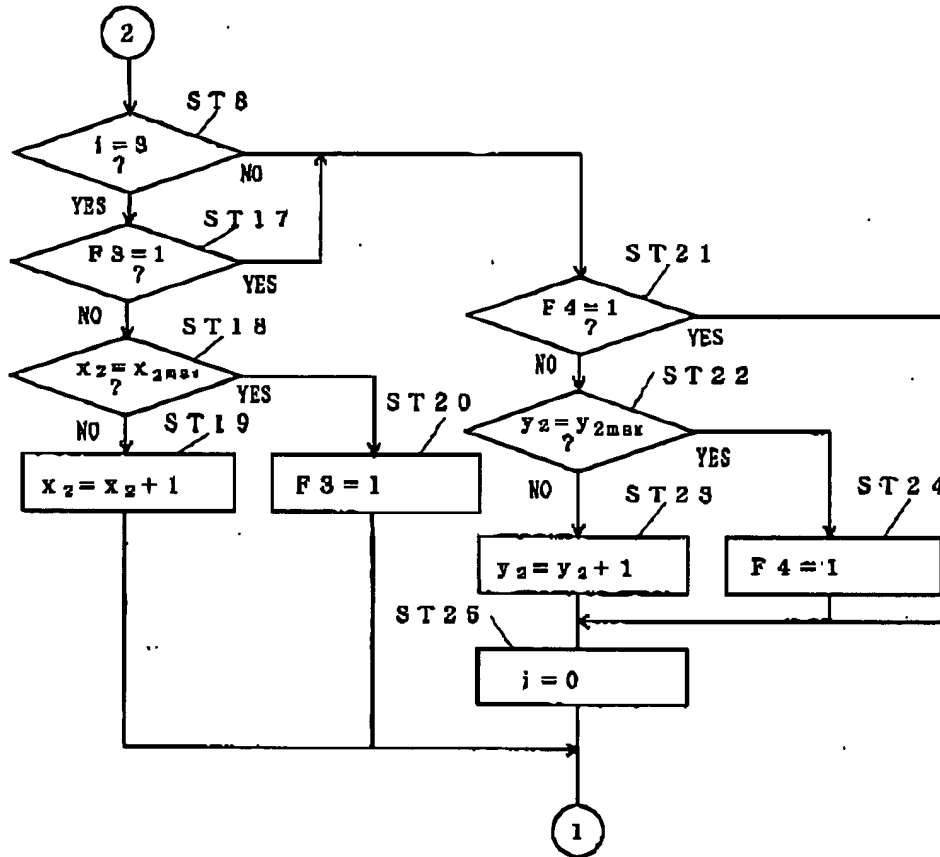 2
ST8
i=3
?
NO
YES
ST17
F3=1
?
YES
NO
ST18
x₂=x₂max
?
YES
NO
ST19
x₂=x₂+1
ST20
F3=1
ST21
F4=1
?
YES
NO
ST22
y₂=y₂max
?
YES
NO
ST23
y₂=y₂+1
ST24
F4=1
ST25
i=0
1